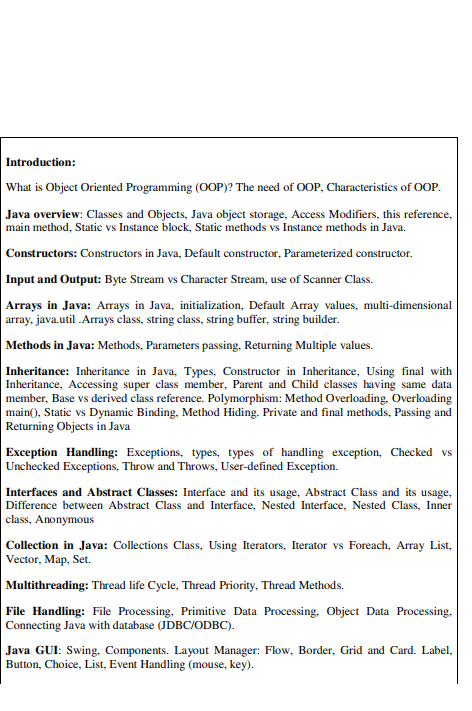 Introduction:
What is Object Oriented Programming (OOP)? The need of OOP, Characteristics of OOP.
Java overview: Classes and Objects, Java object storage, Access Modifiers, this reference,
main method, Static vs Instance block, Static methods vs Instance methods in Java.
Constructors: Constructors in Java, Default constructor, Parameterized constructor.
Input and Output: Byte Stream vs Character Stream, use of Scanner Class.
Arrays in Java: Arrays in Java, initialization, Default Array values, multi-dimensional
array, java.util .Arrays class, string class, string buffer, string builder.
Methods in Java: Methods, Parameters passing, Returning Multiple values.
Inheritance: Inheritance in Java, Types, Constructor in Inheritance, Using final with
Inheritance, Accessing super class member, Parent and Child classes having same data
member, Base vs derived class reference. Polymorphism: Method Overloading, Overloading
main(), Static vs Dynamic Binding, Method Hiding. Private and final methods, Passing and
Returning Objects in Java
Exception Handling: Exceptions, types, types of handling exception, Checked vs
Unchecked Exceptions, Throw and Throws, User-defined Exception.
Interfaces and Abstract Classes: Interface and its usage, Abstract Class and its usage,
Difference between Abstract Class and Interface, Nested Interface, Nested Class, Inner
class, Anonymous
Collection in Java: Collections Class, Using Iterators, Iterator vs Foreach, Array List,
Vector, Map, Set.
Multithreading: Thread life Cycle, Thread Priority, Thread Methods.
File Handling: File Processing, Primitive Data Processing, Object Data Processing,
Connecting Java with database (JDBC/ODBC).
Java GUI: Swing, Components. Layout Manager: Flow, Border, Grid and Card. Label,
Button, Choice, List, Event Handling (mouse, key).